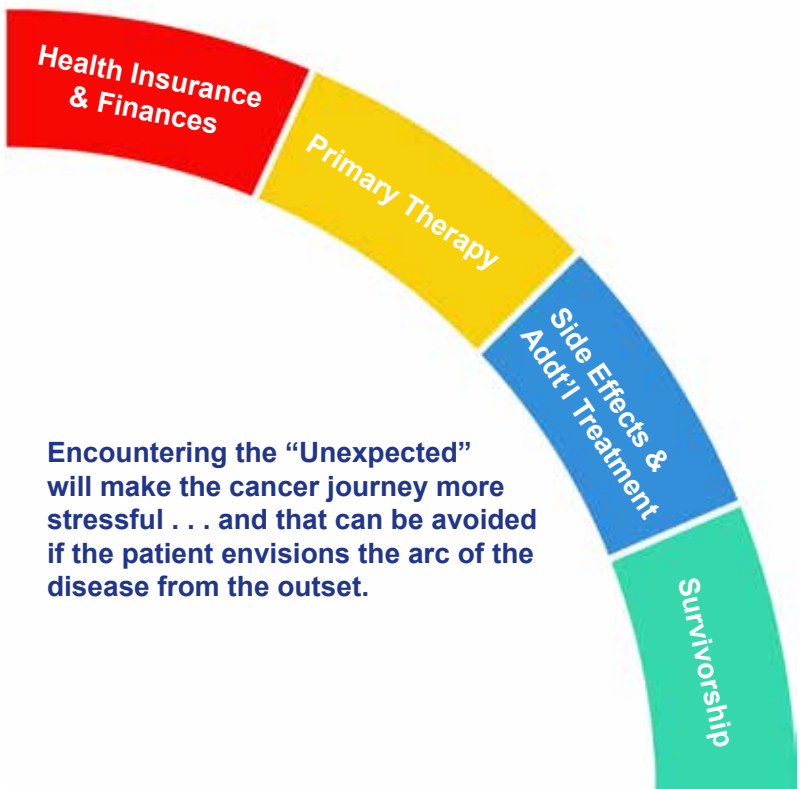 Health Insurance
& Finances
Primary Therapy
Side Effects &
Addt'l Treatment
Survivorship
Encountering the “Unexpected”
will make the cancer journey more
stressful . . . and that can be avoided
if the patient envisions the arc of the
disease from the outset.